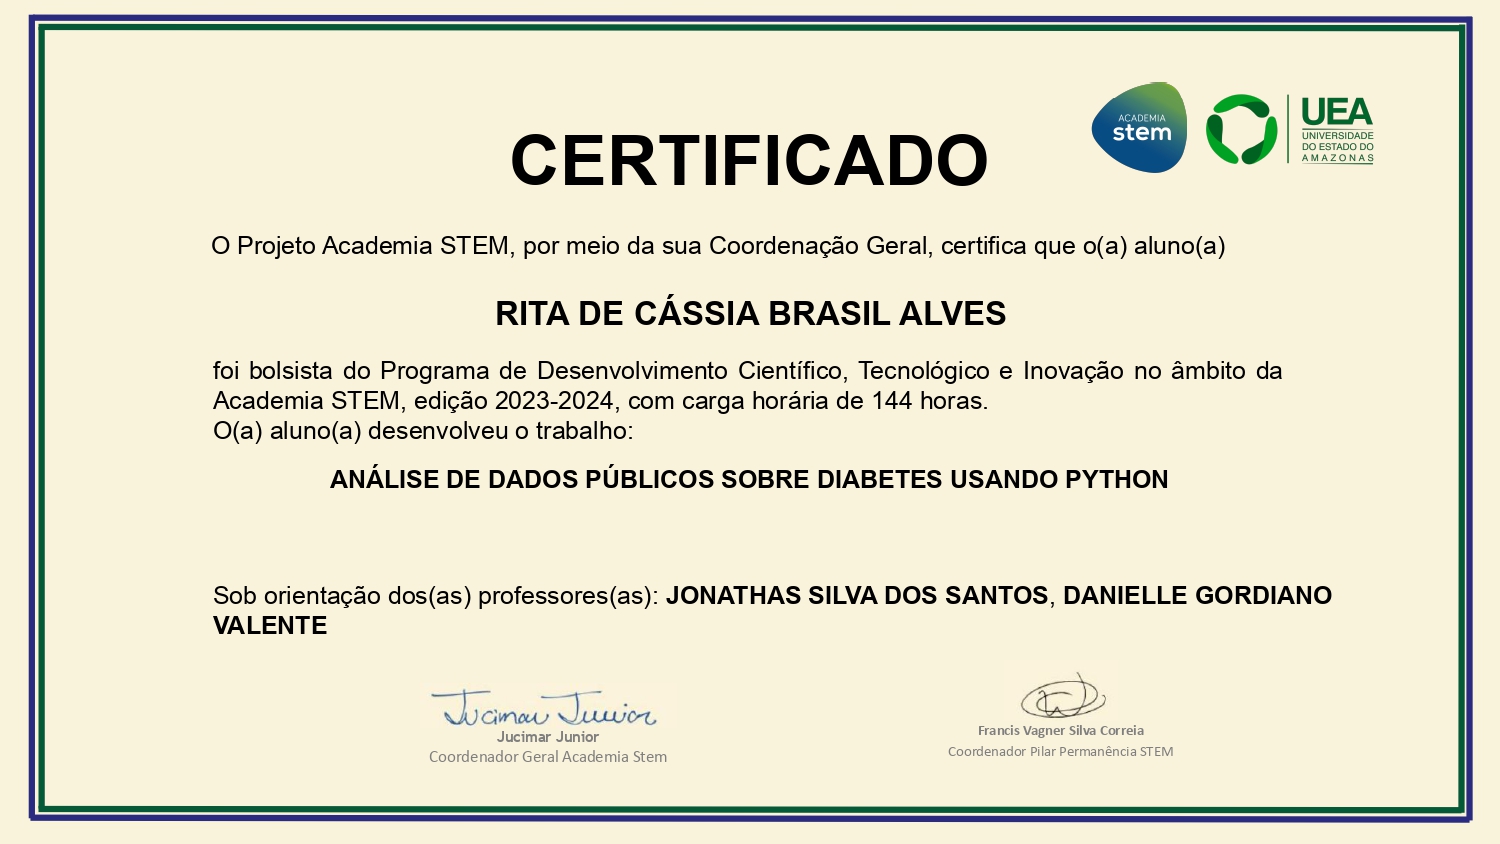 ACADEMIA
stem
UEA
UNIVERSIDADE
DO ESTADO DO
AMAZONAS
CERTIFICADO
O Projeto Academia STEM, por meio da sua Coordenação Geral, certifica que o(a) aluno(a)
RITA DE CÁSSIA BRASIL ALVES
foi bolsista do Programa de Desenvolvimento Científico, Tecnológico e Inovação no âmbito da
Academia STEM, edição 2023-2024, com carga horária de 144 horas.
O(a) aluno(a) desenvolveu o trabalho:
ANÁLISE DE DADOS PÚBLICOS SOBRE DIABETES USANDO PYTHON
Sob orientação dos(as) professores(as): JONATHAS SILVA DOS SANTOS, DANIELLE GORDIANO
VALENTE
Jucimar Junior
Jucimar Junior
Coordenador Geral Academia Stem
Francis Vagner Silva Correia
Coordenador Pilar Permanência STEM